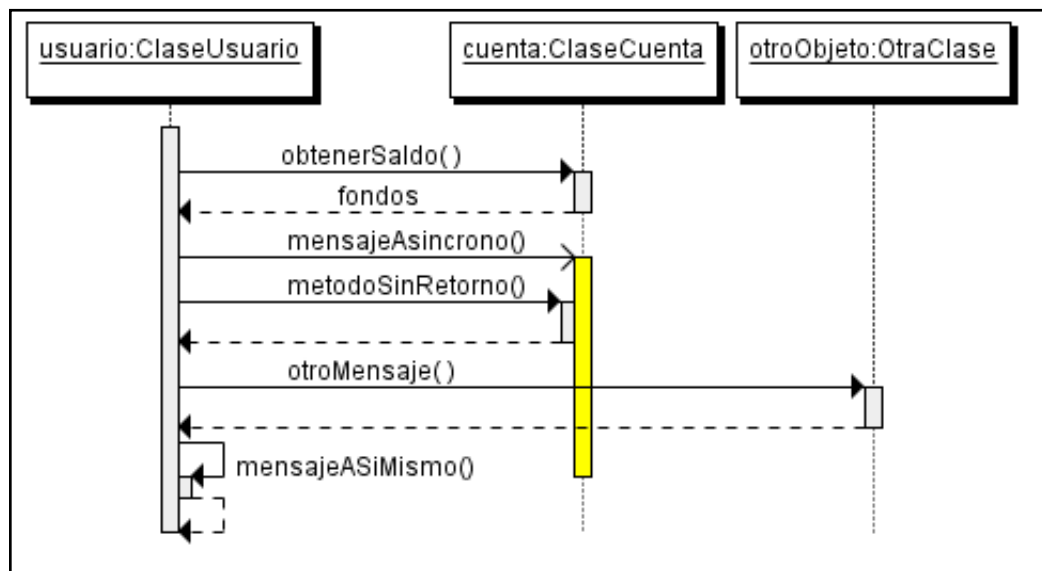 usuario:ClaseUsuario
cuenta:ClaseCuenta
otroObjeto:OtraClase
obtenerSaldo( )
fondos
mensajeAsincrono()
metodoSinRetorno()
otroMensaje( )
mensajeASiMismo()